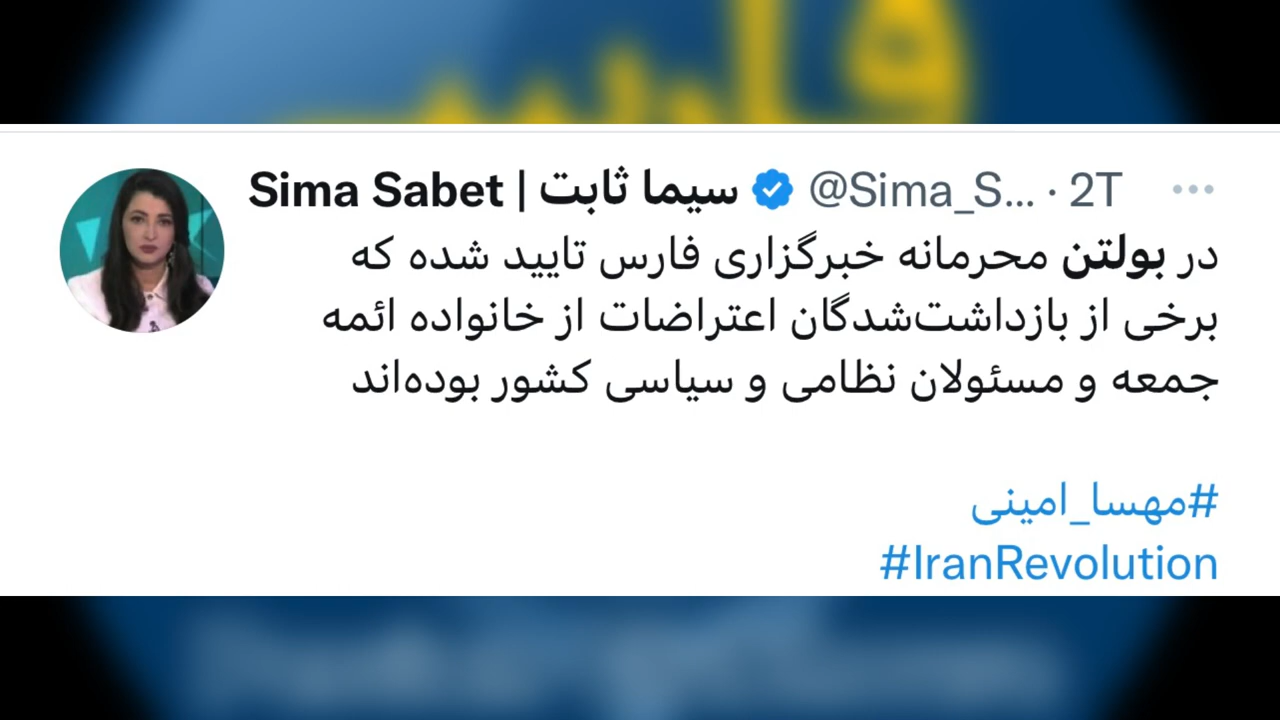 فارس
Sima Sabet | سیما ثابت @Sima_S... · 2T
در بولتن محرمانه خبرگزاری فارس تایید شده که
برخی از بازداشت‌شدگان اعتراضات از خانواده ائمه
جمعه و مسئولان نظامی و سیاسی کشور بوده‌اند
#مهسا_امینی
#IranRevolution